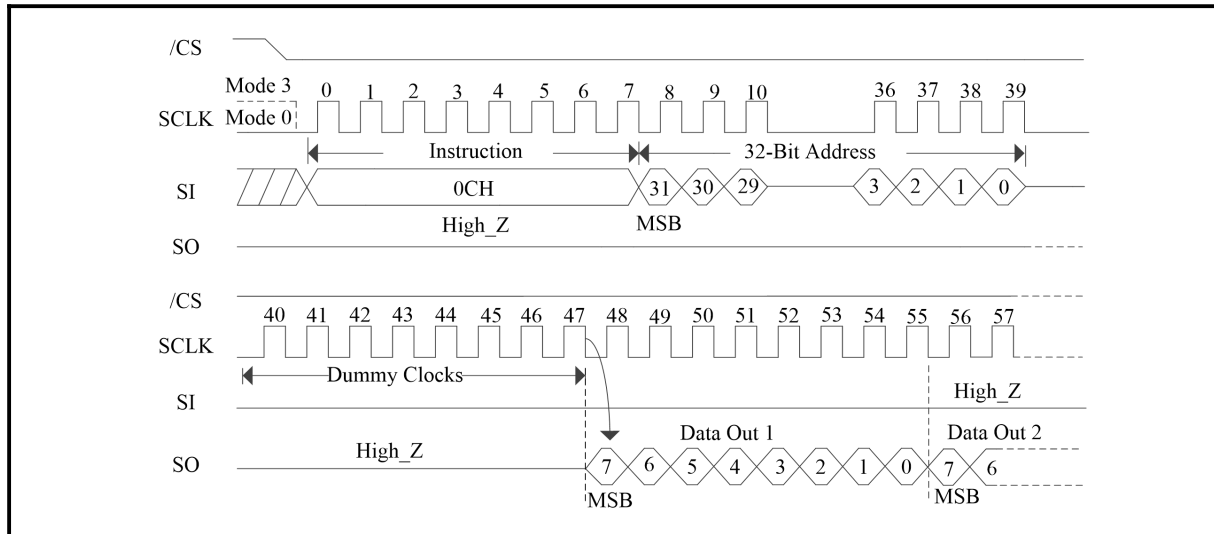 /CS
Mode 3
0 1 2 3 4 5 6 7 8 9 10 36 37 38 39
SCLK
Mode 0
Instruction
32-Bit Address
SI
0CH
31 30 29 3 2 1 0
High_Z
MSB
SO
/CS
40 41 42 43 44 45 46 47 48 49 50 51 52 53 54 55 56 57
SCLK
Dummy Clocks
SI
High_Z
High_Z
Data Out 1
Data Out 2
SO
7 6 5 4 3 2 1 0 7 6
MSB
MSB